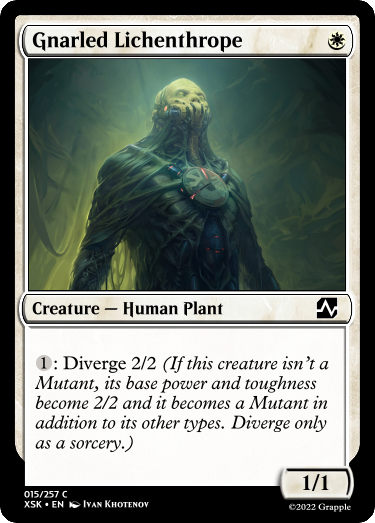 Gnarled Lichenthrope
Creature — Human Plant
1: Diverge 2/2 (If this creature isn't a
Mutant, its base power and toughness
become 2/2 and it becomes a Mutant in
addition to its other types. Diverge only
as a sorcery.)
1/1
015/257 C
XSK • EN Ivan Khotenov
©2022 Grapple